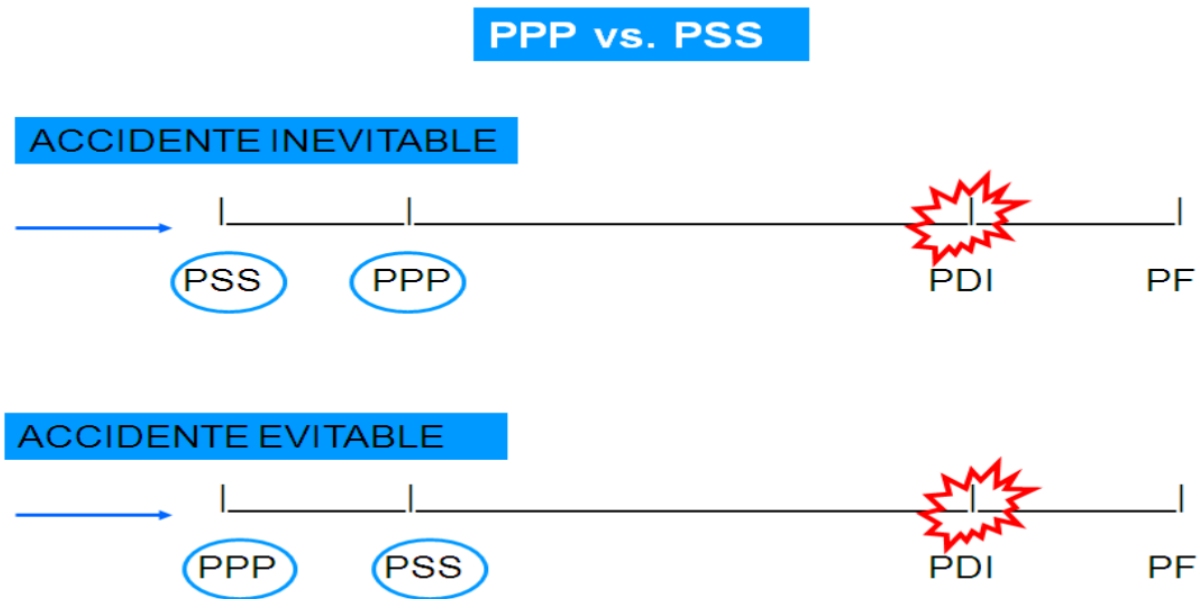 PPP vs. PSS
ACCIDENTE INEVITABLE
PSS PPP PDI PF
ACCIDENTE EVITABLE
PPP PSS PDI PF